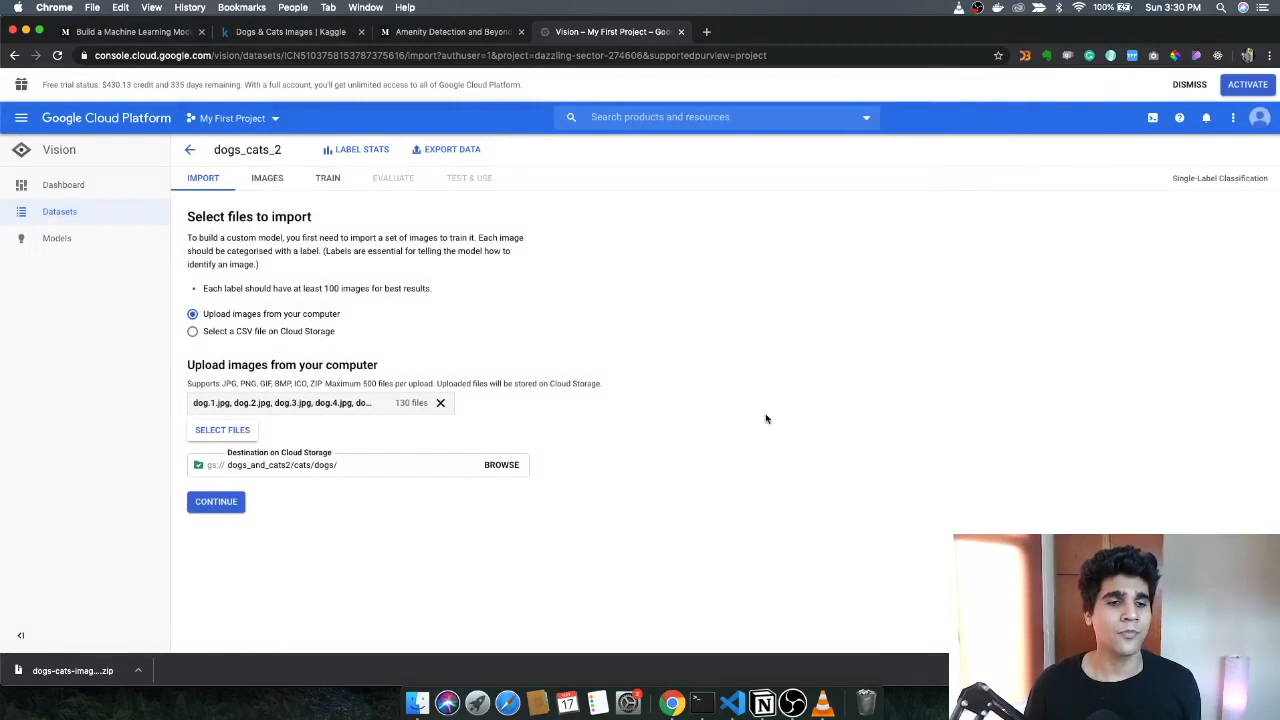 Chrome File Edit View History Bookmarks People Tab Window Help 100% Sun 3:30 PM
Build a Machine Learning Mode Dogs & Cats Images | Kaggle Amenity Detection and Beyond Vision – My First Project – Goo
console.cloud.google.com/vision/datasets/ICN5103758153787375616/import?authuser=1&project=dazzling-sector-274606&supportedpurview=project
Free trial status: $430.13 credit and 335 days remaining. With a full account, you'll get unlimited access to all of Google Cloud Platform. DISMISS ACTIVATE
Google Cloud Platform My First Project Search products and resources
Vision dogs_cats_2 LABEL STATS EXPORT DATA
IMPORT IMAGES TRAIN EVALUATE TEST & USE Single-Label Classification
Dashboard
Datasets
Models
Select files to import
To build a custom model, you first need to import a set of images to train it. Each image
should be categorised with a label. (Labels are essential for telling the model how to
identify an image.)
• Each label should have at least 100 images for best results.
Upload images from your computer
Select a CSV file on Cloud Storage
Upload images from your computer
Supports JPG, PNG, GIF, BMP, ICO, ZIP. Maximum 500 files per upload. Uploaded files will be stored on Cloud Storage.
dog.1.jpg, dog.2.jpg, dog.3.jpg, dog.4.jpg, do... 130 files
SELECT FILES
Destination on Cloud Storage
gs:// dogs_and_cats2/cats/dogs/ BROWSE
CONTINUE
dogs-cats-imag....zip
17
2